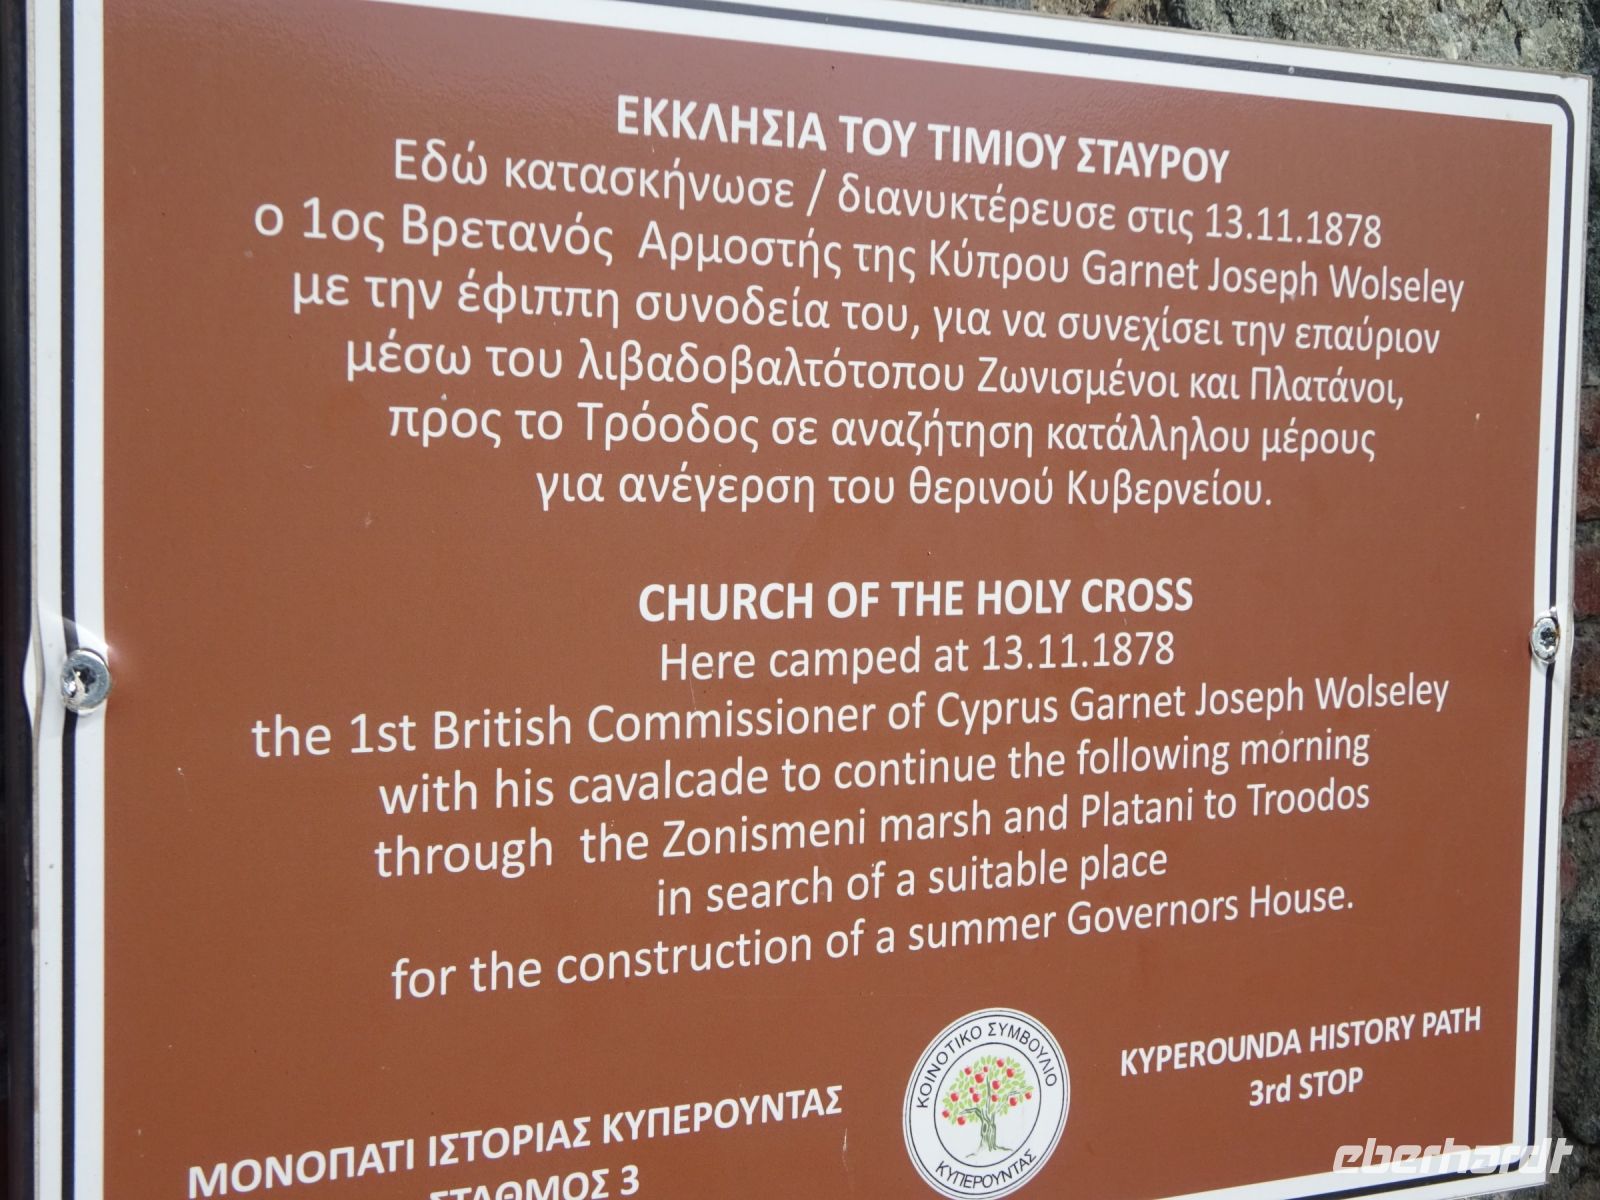 ΕΚΚΛΗΣΙΑ ΤΟΥ ΤΙΜΙΟΥ ΣΤΑΥΡΟΥ
Εδώ κατασκήνωσε / διανυκτέρευσε στις 13.11.1878
ο 1ος Βρετανός Αρμοστής της Κύπρου Garnet Joseph Wolseley
με την έφιππη συνοδεία του, για να συνεχίσει την επαύριον
μέσω του λιβαδοβαλτότοπου Ζωνισμένοι και Πλατάνοι,
προς το Τρόοδος σε αναζήτηση κατάλληλου μέρους
για ανέγερση του θερινού Κυβερνείου.
CHURCH OF THE HOLY CROSS
Here camped at 13.11.1878
the 1st British Commissioner of Cyprus Garnet Joseph Wolseley
with his cavalcade to continue the following morning
through the Zonismeni marsh and Platani to Troodos
in search of a suitable place
for the construction of a summer Governors House.
ΜΟΝΟΠΑΤΙ ΙΣΤΟΡΙΑΣ ΚΥΠΕΡΟΥΝΤΑΣ
ΣΤΑΘΜΟΣ 3
ΚΟΙΝΟΤΙΚΟ ΣΥΜΒΟΥΛΙΟ
ΚΥΠΕΡΟΥΝΤΑΣ
KYPEROUNDA HISTORY PATH
3rd STOP
eberhardt